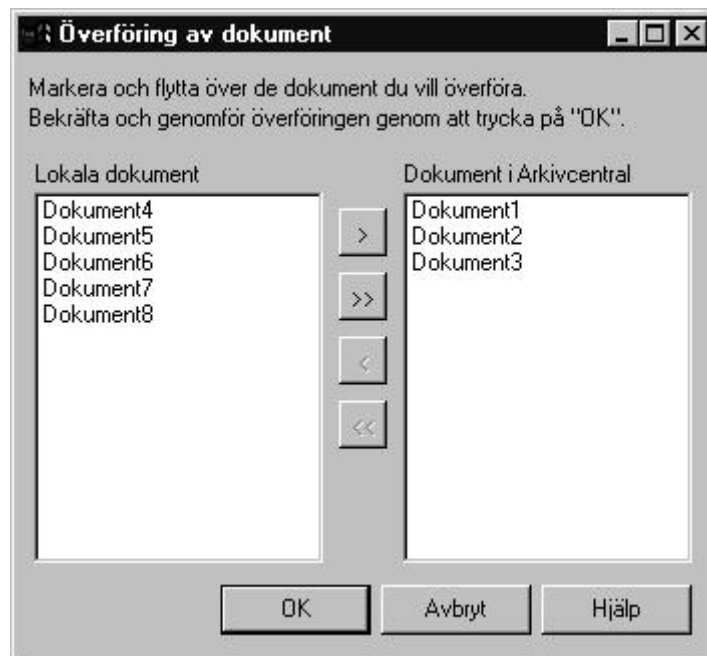 Överföring av dokument
Markera och flytta över de dokument du vill överföra.
Bekräfta och genomför överföringen genom att trycka på "OK".
Lokala dokument
Dokument4
Dokument5
Dokument6
Dokument7
Dokument8
>
>>
<
<<
Dokument i Arkivcentral
Dokument1
Dokument2
Dokument3
OK
Avbryt
Hjälp